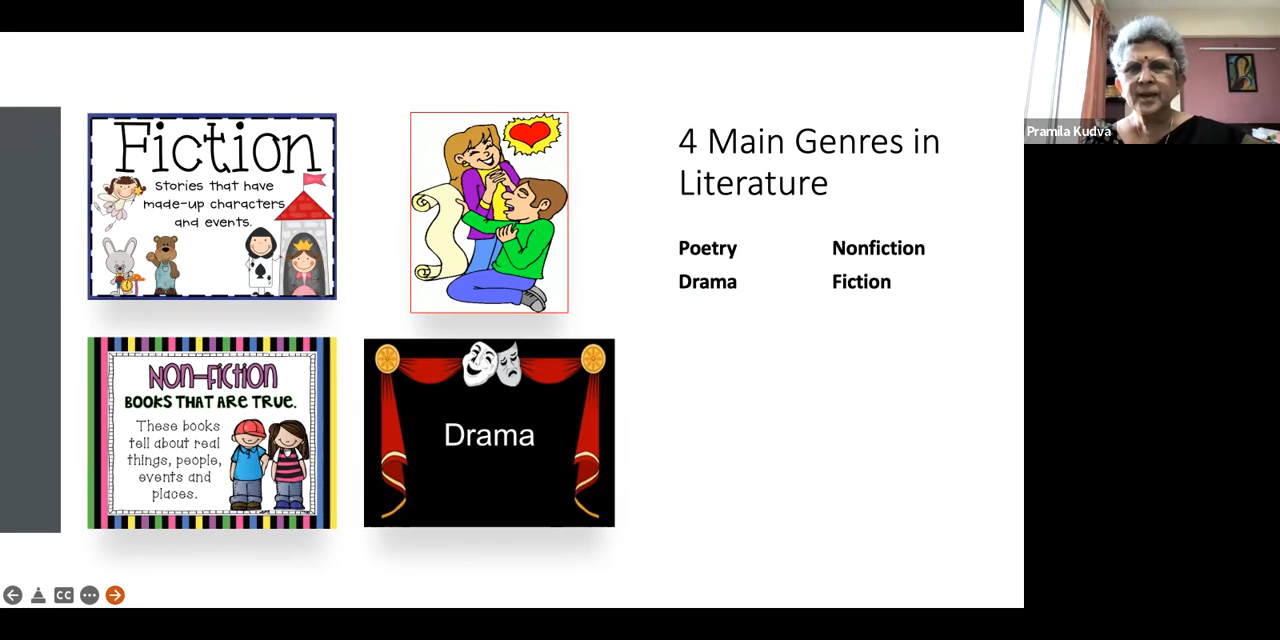 Fiction
Stories that have
made-up characters
and events.
NON-FICTION
BOOKS THAT ARE TRUE.
These books
tell about real
things, people,
events and
places.
Drama
4 Main Genres in
Literature
Poetry Nonfiction
Drama Fiction
Pramila Kudva
CC